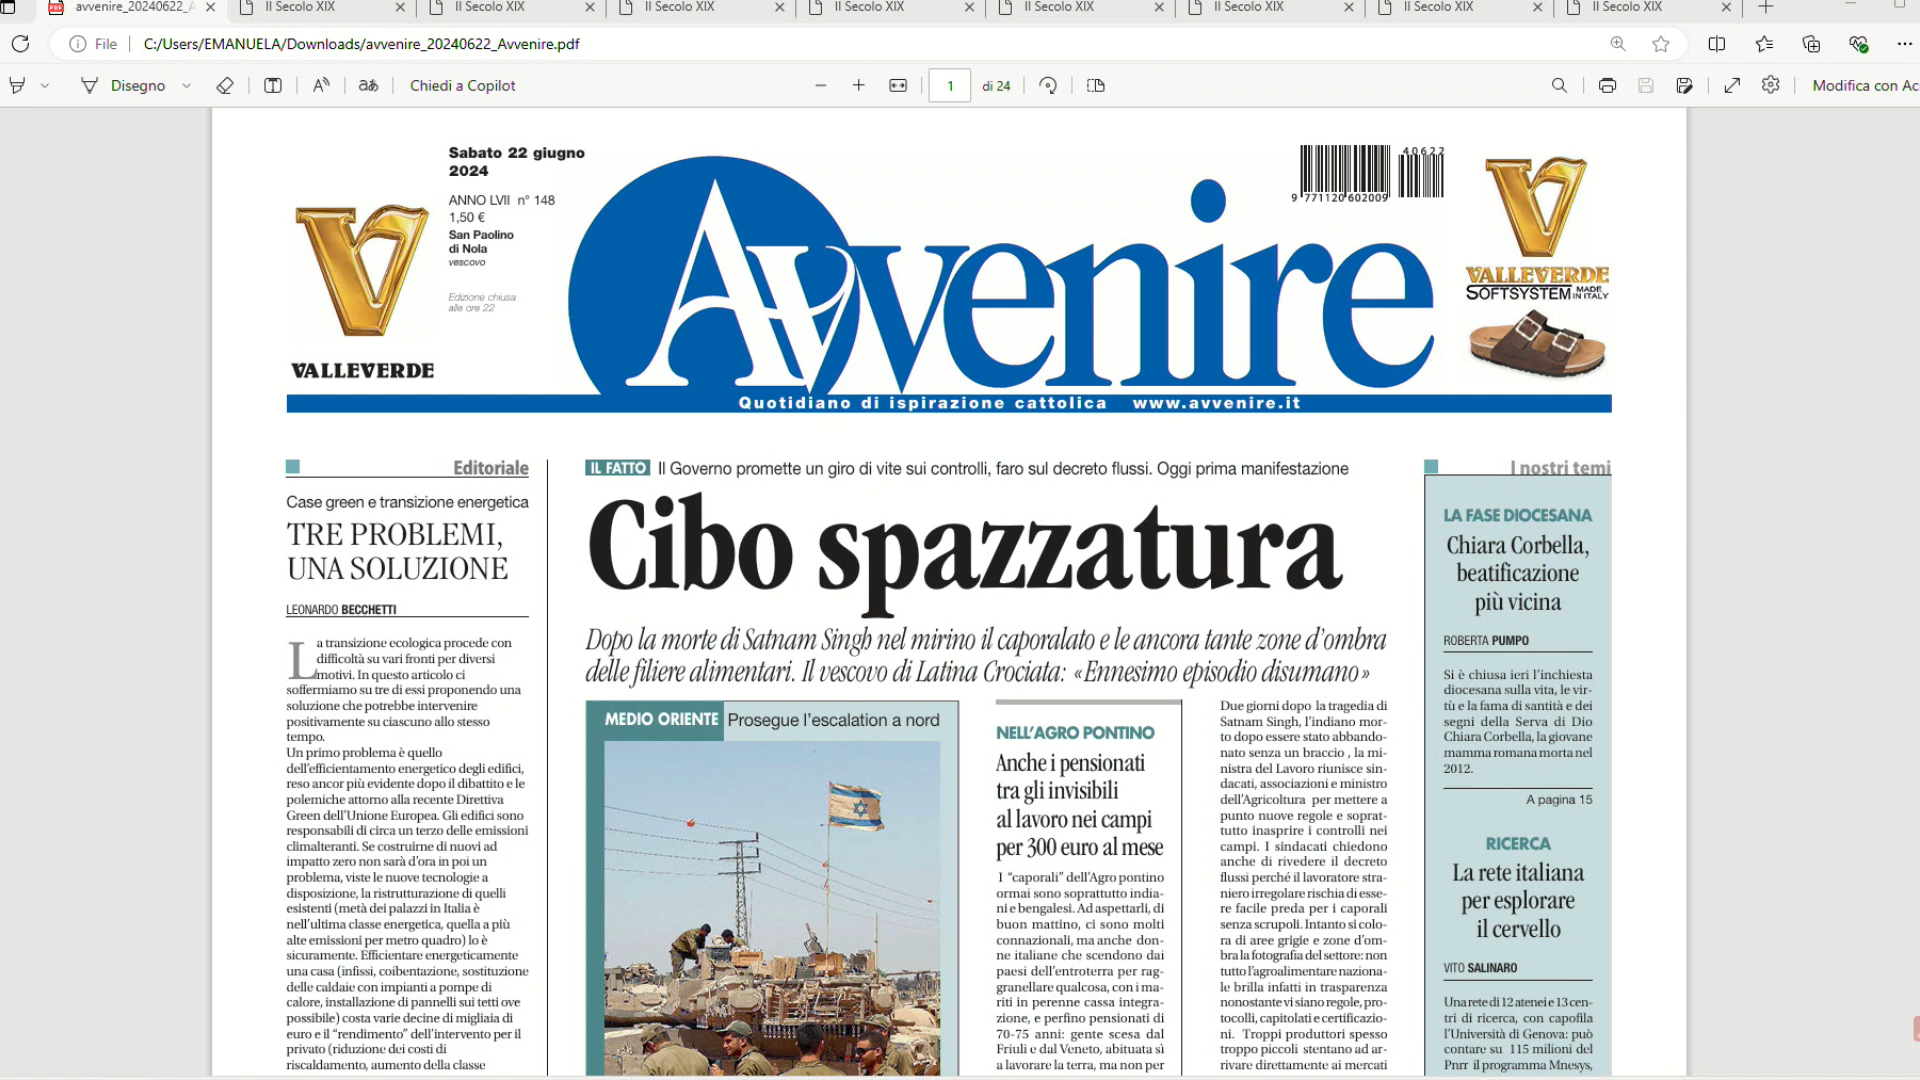 avvenire_20240622_A
Il Secolo XIX
Il Secolo XIX
Il Secolo XIX
Il Secolo XIX
Il Secolo XIX
Il Secolo XIX
Il Secolo XIX
Il Secolo XIX
File
C:/Users/EMANUELA/Downloads/avvenire_20240622_Avvenire.pdf
Disegno
Chiedi a Copilot
1 di 24
Modifica con Ac
Sabato 22 giugno
2024
ANNO LVII n° 148
1,50 €
San Paolino
di Nola
vescovo
Edizione chiusa
alle ore 22
VALLEVERDE
Avvenire
40622
9 771120 602009
VALLEVERDE
SOFTSYSTEM MADE IN ITALY
Quotidiano di ispirazione cattolica www.avvenire.it
Editoriale
Case green e transizione energetica
TRE PROBLEMI,
UNA SOLUZIONE
LEONARDO BECCHETTI
La transizione ecologica procede con
difficoltà su vari fronti per diversi
motivi. In questo articolo ci
soffermiamo su tre di essi proponendo una
soluzione che potrebbe intervenire
positivamente su ciascuno allo stesso
tempo.
Un primo problema è quello
dell'efficientamento energetico degli edifici,
reso ancor più evidente dopo il dibattito e le
polemiche attorno alla recente Direttiva
Green dell'Unione Europea. Gli edifici sono
responsabili di circa un terzo delle emissioni
climalteranti. Se costruirne di nuovi ad
impatto zero non sarà d'ora in poi un
problema, viste le nuove tecnologie a
disposizione, la ristrutturazione di quelli
esistenti (metà dei palazzi in Italia è
nell'ultima classe energetica, quella a più
alte emissioni per metro quadro) lo è
sicuramente. Efficientare energeticamente
una casa (infissi, coibentazione, sostituzione
delle caldaie con impianti a pompe di
calore, installazione di pannelli sui tetti ove
possibile) costa varie decine di migliaia di
euro e il “rendimento” dell'intervento per il
privato (riduzione dei costi di
riscaldamento, aumento della classe
IL FATTO Il Governo promette un giro di vite sui controlli, faro sul decreto flussi. Oggi prima manifestazione
Cibo spazzatura
Dopo la morte di Satnam Singh nel mirino il caporalato e le ancora tante zone d'ombra
delle filiere alimentari. Il vescovo di Latina Crociata: «Ennesimo episodio disumano»
MEDIO ORIENTE Prosegue l'escalation a nord
NELL'AGRO PONTINO
Anche i pensionati
tra gli invisibili
al lavoro nei campi
per 300 euro al mese
I “caporali” dell'Agro pontino
ormai sono soprattutto india-
ni e bengalesi. Ad aspettarli, di
buon mattino, ci sono molti
connazionali, ma anche don-
ne italiane che scendono dai
paesi dell'entroterra per rag-
granellare qualcosa, con i ma-
riti in perenne cassa integra-
zione, e perfino pensionati di
70-75 anni: gente scesa dal
Friuli e dal Veneto, abituata sì
a lavorare la terra, ma non per
Due giorni dopo la tragedia di
Satnam Singh, l'indiano mor-
to dopo essere stato abbando-
nato senza un braccio , la mi-
nistra del Lavoro riunisce sin-
dacati, associazioni e ministro
dell'Agricoltura per mettere a
punto nuove regole e soprat-
tutto inasprire i controlli nei
campi. I sindacati chiedono
anche di rivedere il decreto
flussi perché il lavoratore stra-
niero irregolare rischia di esse-
re facile preda per i caporali
senza scrupoli. Intanto si colo-
ra di aree grigie e zone d'om-
bra la fotografia del settore: non
tutto l'agroalimentare naziona-
le brilla infatti in trasparenza
nonostante vi siano regole, pro-
tocolli, capitolati e certificazio-
ni. Troppi produttori spesso
troppo piccoli stentano ad ar-
rivare direttamente ai mercati
I nostri temi
LA FASE DIOCESANA
Chiara Corbella,
beatificazione
più vicina
ROBERTA PUMPO
Si è chiusa ieri l'inchiesta
diocesana sulla vita, le vir-
tù e la fama di santità e dei
segni della Serva di Dio
Chiara Corbella, la giovane
mamma romana morta nel
2012.
A pagina 15
RICERCA
La rete italiana
per esplorare
il cervello
VITO SALINARO
Una rete di 12 atenei e 13 cen-
tri di ricerca, con capofila
l'Università di Genova: può
contare su 115 milioni del
Pnrr il programma Mnesys,